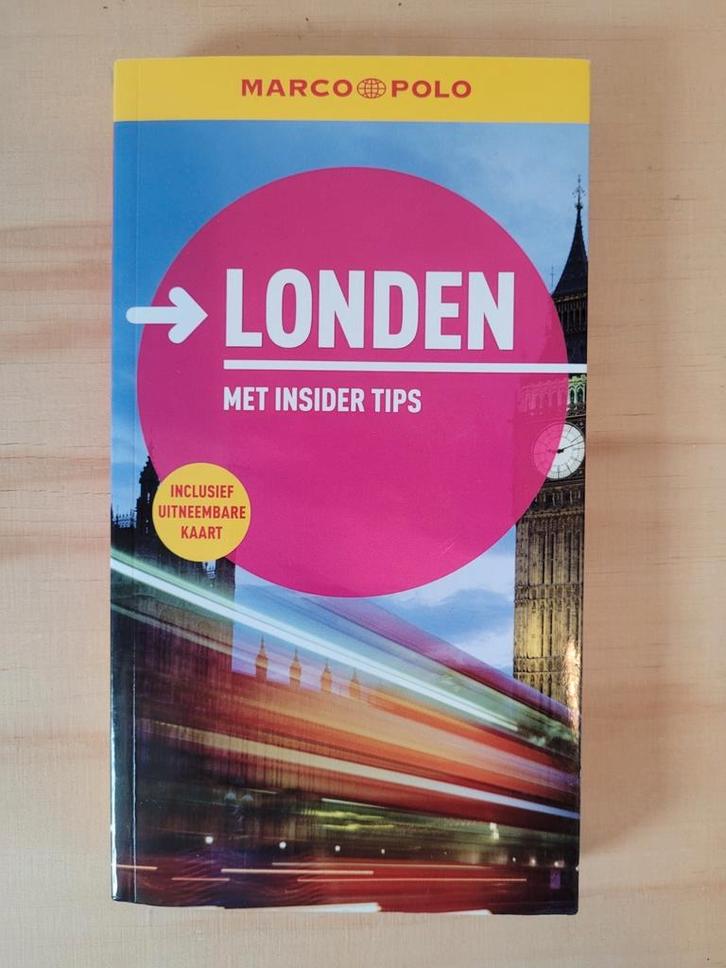 MARCO POLO
LONDEN
MET INSIDER TIPS
INCLUSIEF
UITNEEMBARE
KAART